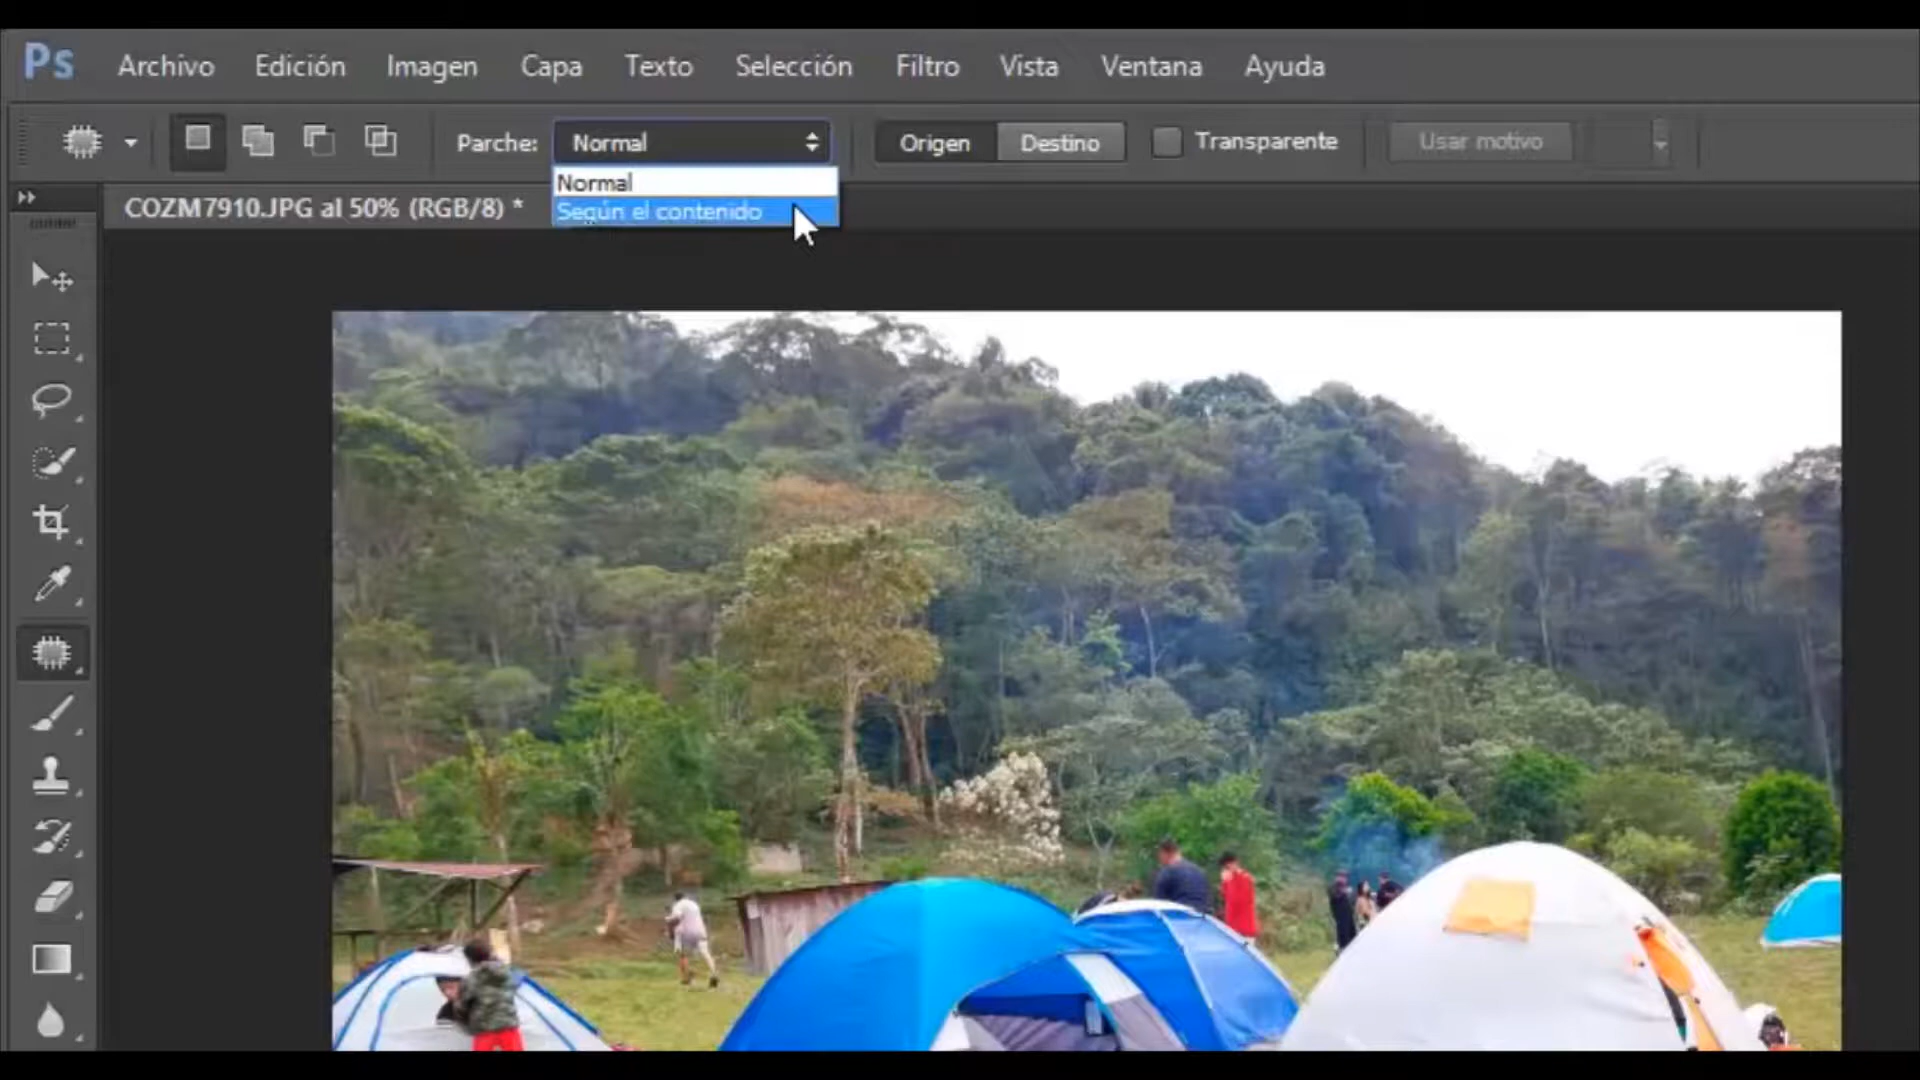 Ps Archivo Edición Imagen Capa Texto Selección Filtro Vista Ventana Ayuda
Parche: Normal Origen Destino Transparente Usar motivo
Normal
COZM7910.JPG al 50% (RGB/8) * Según el contenido